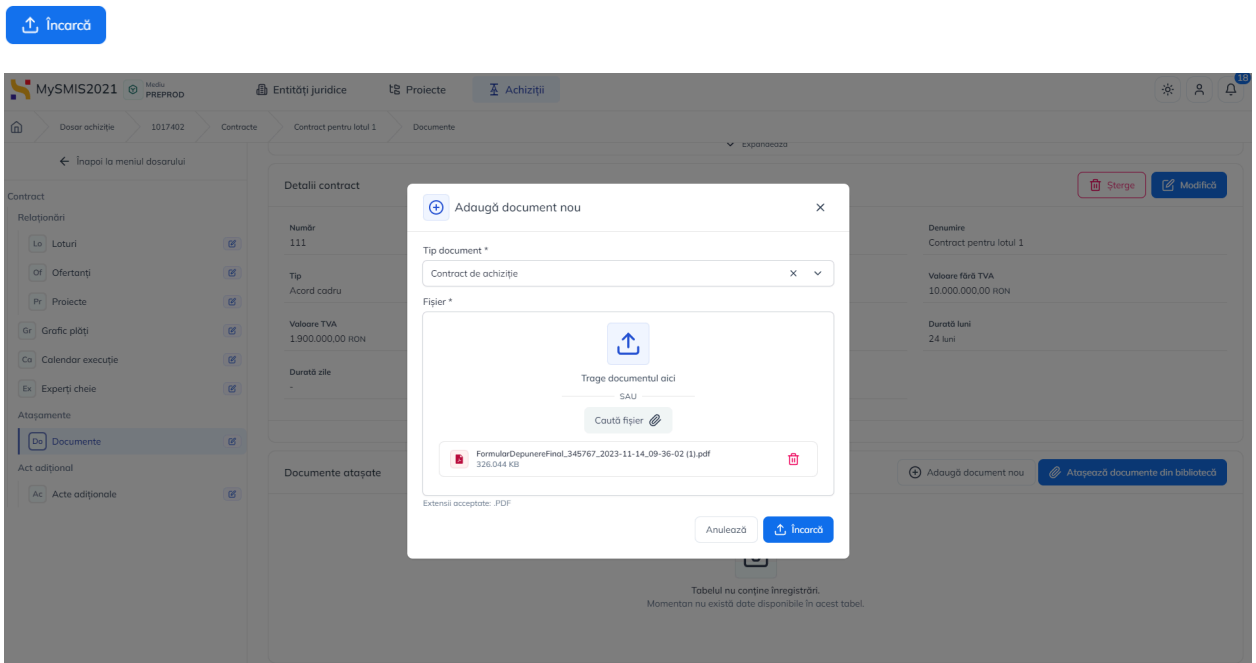 Încarcă
MySMIS2021 Mediu PREPROD Entități juridice Proiecte Achiziții 18
Dosar achiziție 1017402 Contracte Contract pentru lotul 1 Documente
Înapoi la meniul dosarului
Expandează
Contract
Relaționări
Lo Loturi
Of Ofertanți
Pr Proiecte
Gr Grafic plăți
Ca Calendar execuție
Ex Experți cheie
Atașamente
Do Documente
Act adițional
Ac Acte adiționale
Detalii contract Șterge Modifică
Număr
111
Denumire
Contract pentru lotul 1
Tip
Acord cadru
Valoare fără TVA
10.000.000,00 RON
Valoare TVA
1.900.000,00 RON
Durată luni
24 luni
Durată zile
-
Adaugă document nou
Tip document *
Contract de achiziție
Fișier *
Trage documentul aici
SAU
Caută fișier
FormularDepunereFinal_345767_2023-11-14_09-36-02 (1).pdf
326.044 KB
Extensii acceptate: .PDF
Anulează Încarcă
Documente atașate Adaugă document nou Atașează documente din bibliotecă
Tabelul nu conține înregistrări.
Momentan nu există date disponibile în acest tabel.